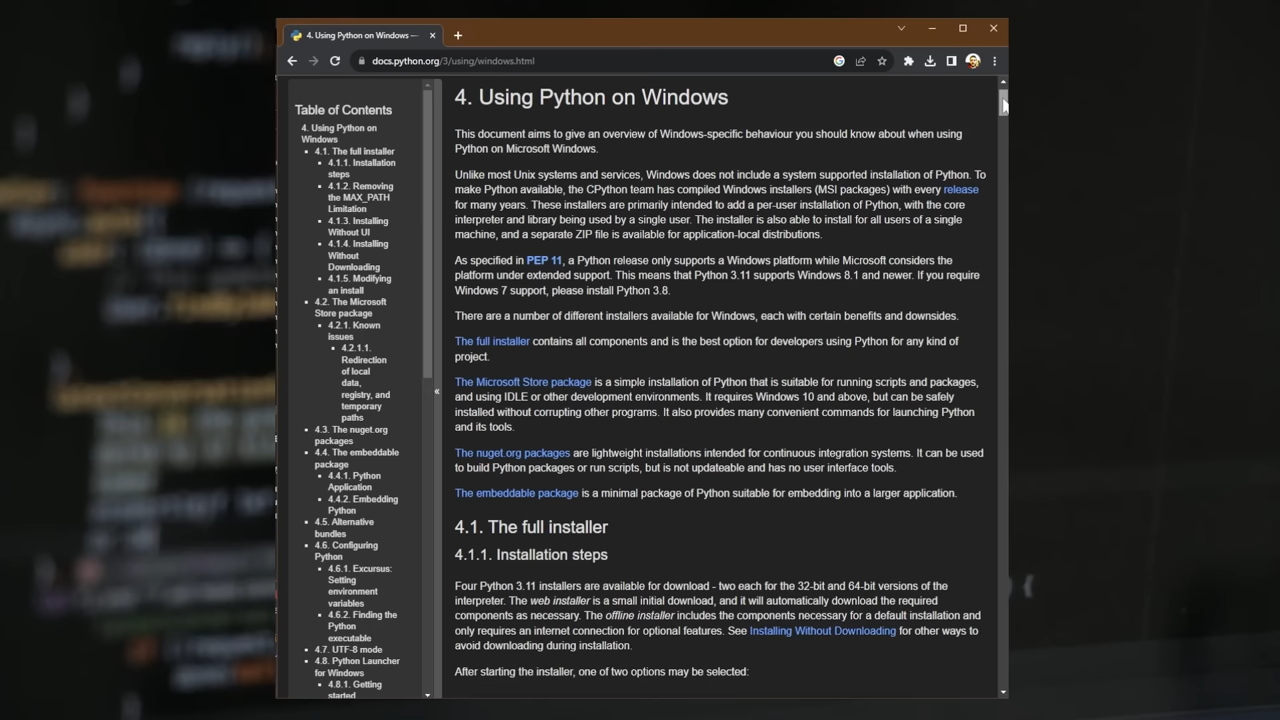 4. Using Python on Windows —
docs.python.org/3/using/windows.html
Table of Contents
4. Using Python on
Windows
4.1. The full installer
4.1.1. Installation
steps
4.1.2. Removing
the MAX_PATH
Limitation
4.1.3. Installing
Without UI
4.1.4. Installing
Without
Downloading
4.1.5. Modifying
an install
4.2. The Microsoft
Store package
4.2.1. Known
issues
4.2.1.1.
Redirection
of local
data,
registry, and
temporary
paths
4.3. The nuget.org
packages
4.4. The embeddable
package
4.4.1. Python
Application
4.4.2. Embedding
Python
4.5. Alternative
bundles
4.6. Configuring
Python
4.6.1. Excursus:
Setting
environment
variables
4.6.2. Finding the
Python
executable
4.7. UTF-8 mode
4.8. Python Launcher
for Windows
4.8.1. Getting
started
«
4. Using Python on Windows
This document aims to give an overview of Windows-specific behaviour you should know about when using
Python on Microsoft Windows.
Unlike most Unix systems and services, Windows does not include a system supported installation of Python. To
make Python available, the CPython team has compiled Windows installers (MSI packages) with every release
for many years. These installers are primarily intended to add a per-user installation of Python, with the core
interpreter and library being used by a single user. The installer is also able to install for all users of a single
machine, and a separate ZIP file is available for application-local distributions.
As specified in PEP 11, a Python release only supports a Windows platform while Microsoft considers the
platform under extended support. This means that Python 3.11 supports Windows 8.1 and newer. If you require
Windows 7 support, please install Python 3.8.
There are a number of different installers available for Windows, each with certain benefits and downsides.
The full installer contains all components and is the best option for developers using Python for any kind of
project.
The Microsoft Store package is a simple installation of Python that is suitable for running scripts and packages,
and using IDLE or other development environments. It requires Windows 10 and above, but can be safely
installed without corrupting other programs. It also provides many convenient commands for launching Python
and its tools.
The nuget.org packages are lightweight installations intended for continuous integration systems. It can be used
to build Python packages or run scripts, but is not updateable and has no user interface tools.
The embeddable package is a minimal package of Python suitable for embedding into a larger application.
4.1. The full installer
4.1.1. Installation steps
Four Python 3.11 installers are available for download - two each for the 32-bit and 64-bit versions of the
interpreter. The web installer is a small initial download, and it will automatically download the required
components as necessary. The offline installer includes the components necessary for a default installation and
only requires an internet connection for optional features. See Installing Without Downloading for other ways to
avoid downloading during installation.
After starting the installer, one of two options may be selected: